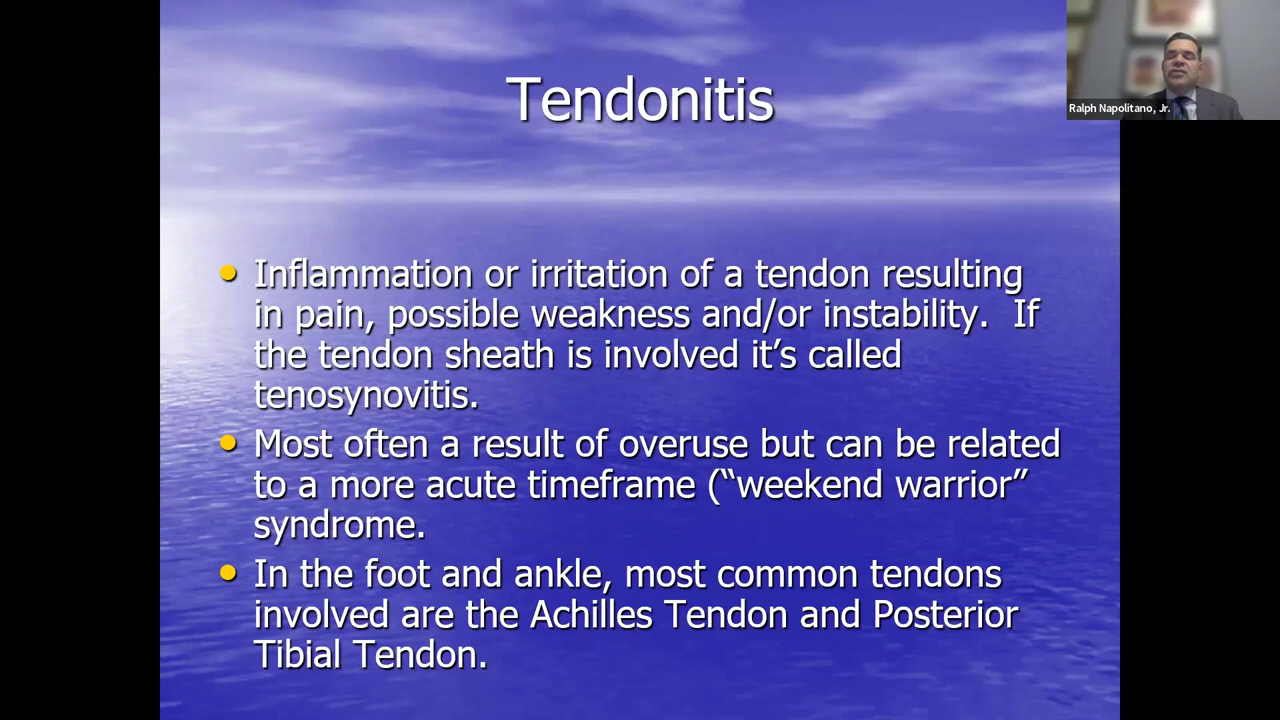 Tendonitis
Ralph Napolitano, Jr.
Inflammation or irritation of a tendon resulting
in pain, possible weakness and/or instability.  If
the tendon sheath is involved it’s called
tenosynovitis.
Most often a result of overuse but can be related
to a more acute timeframe (“weekend warrior”
syndrome.
In the foot and ankle, most common tendons
involved are the Achilles Tendon and Posterior
Tibial Tendon.